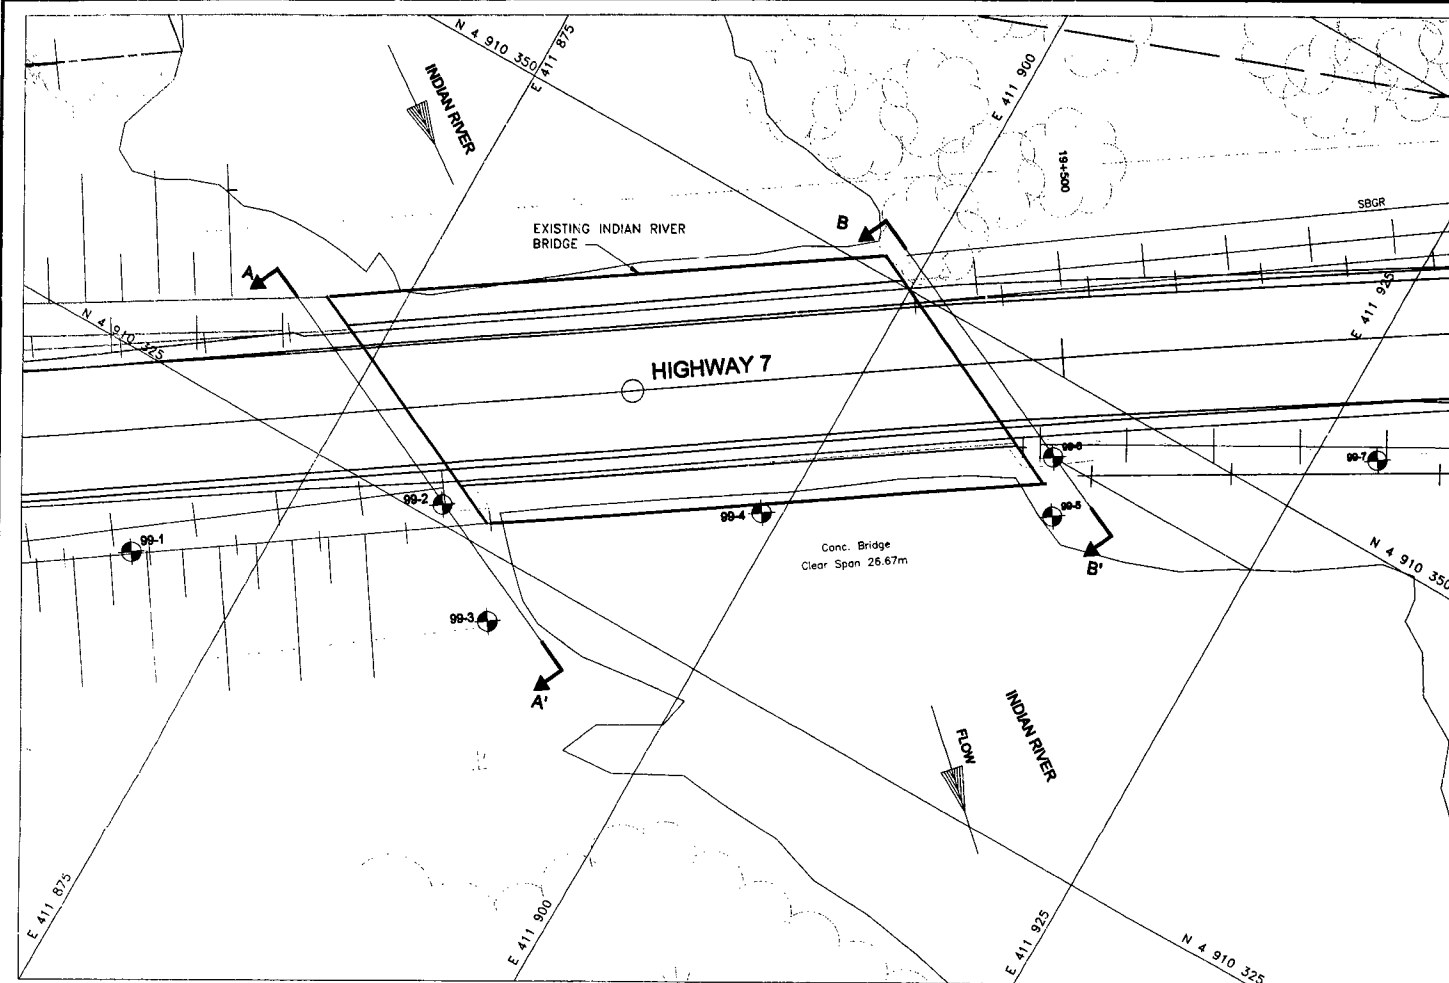 N 4 910 350
E 411 875
E 411 900
INDIAN RIVER
19+500
SBGR
EXISTING INDIAN RIVER
BRIDGE
B
A
N 4 910 325
E 411 925
HIGHWAY 7
99-6
99-7
99-2
99-4
99-5
99-1
Conc. Bridge
Clear Span 26.67m
B'
N 4 910 350
99-3
A'
INDIAN RIVER
FLOW
E 411 875
E 411 900
E 411 925
N 4 910 325